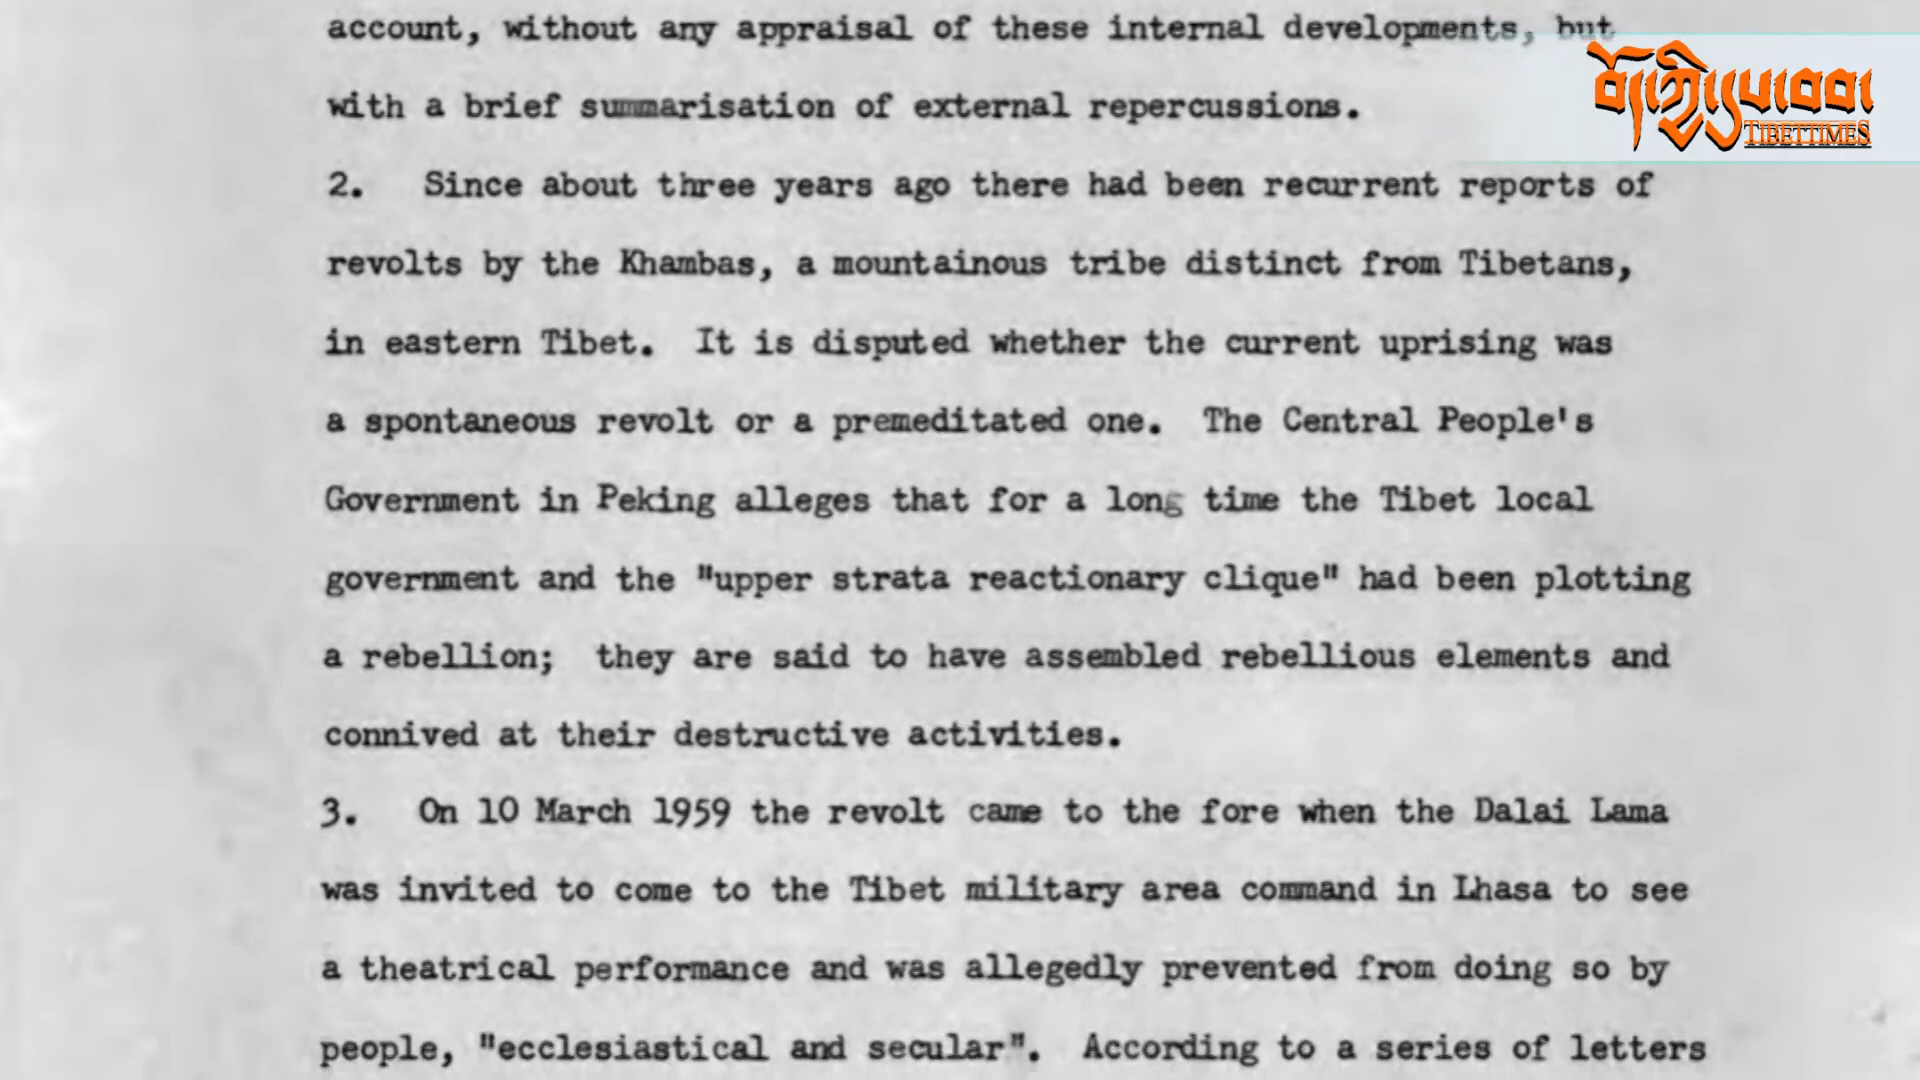 account, without any appraisal of these internal developments, but
with a brief summarisation of external repercussions.
2. Since about three years ago there had been recurrent reports of
revolts by the Khambas, a mountainous tribe distinct from Tibetans,
in eastern Tibet. It is disputed whether the current uprising was
a spontaneous revolt or a premeditated one. The Central People's
Government in Peking alleges that for a long time the Tibet local
government and the "upper strata reactionary clique" had been plotting
a rebellion; they are said to have assembled rebellious elements and
connived at their destructive activities.
3. On 10 March 1959 the revolt came to the fore when the Dalai Lama
was invited to come to the Tibet military area command in Lhasa to see
a theatrical performance and was allegedly prevented from doing so by
people, "ecclesiastical and secular". According to a series of letters
TIBETTIMES